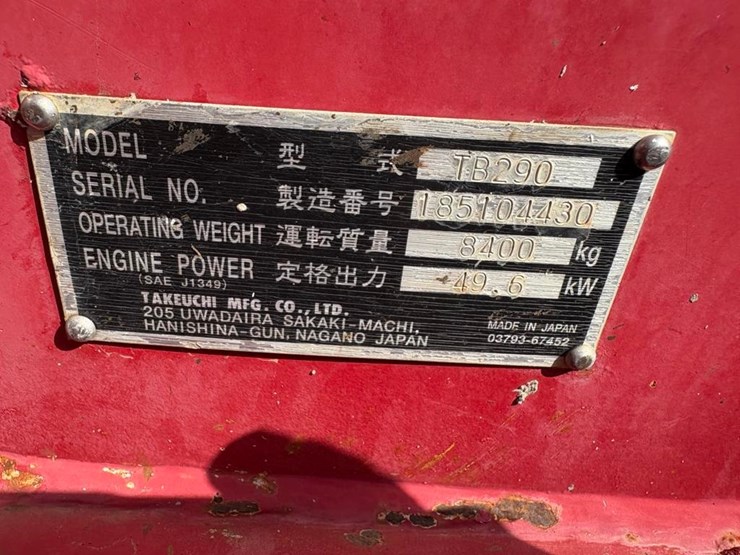 MODEL 型 式 TB290
SERIAL NO. 製造番号 185104430
OPERATING WEIGHT 運転質量 8400 kg
ENGINE POWER 定格出力 49.6 kW
(SAE J1349)
TAKEUCHI MFG. CO., LTD.
205 UWADAIRA SAKAKI-MACHI,
HANISHINA-GUN, NAGANO JAPAN
MADE IN JAPAN
03793-67452